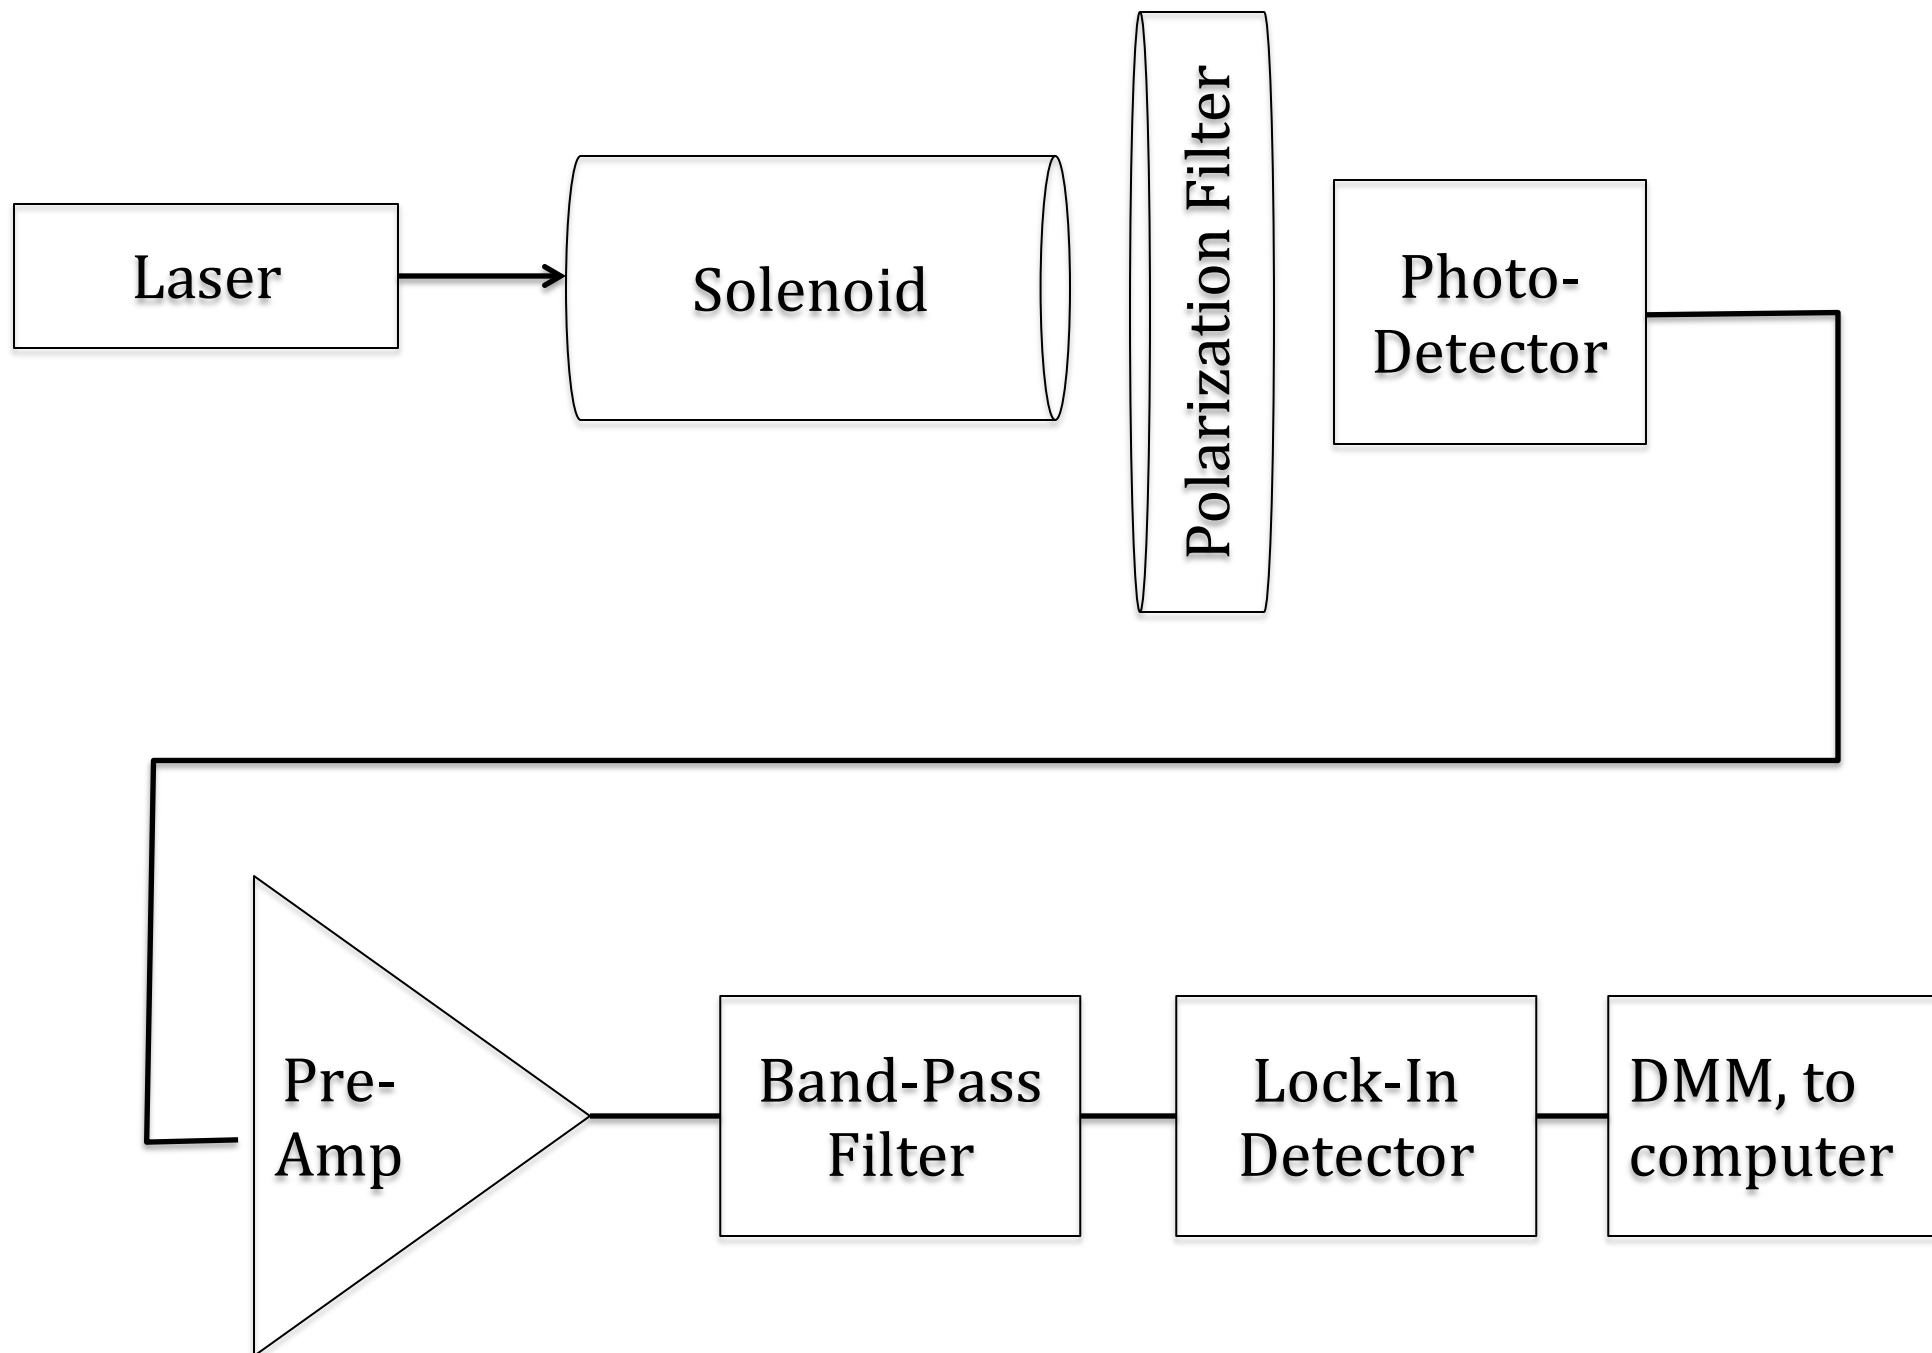 Laser
Solenoid
Polarization Filter
Photo-
Detector
Pre-
Amp
Band-Pass
Filter
Lock-In
Detector
DMM, to
computer